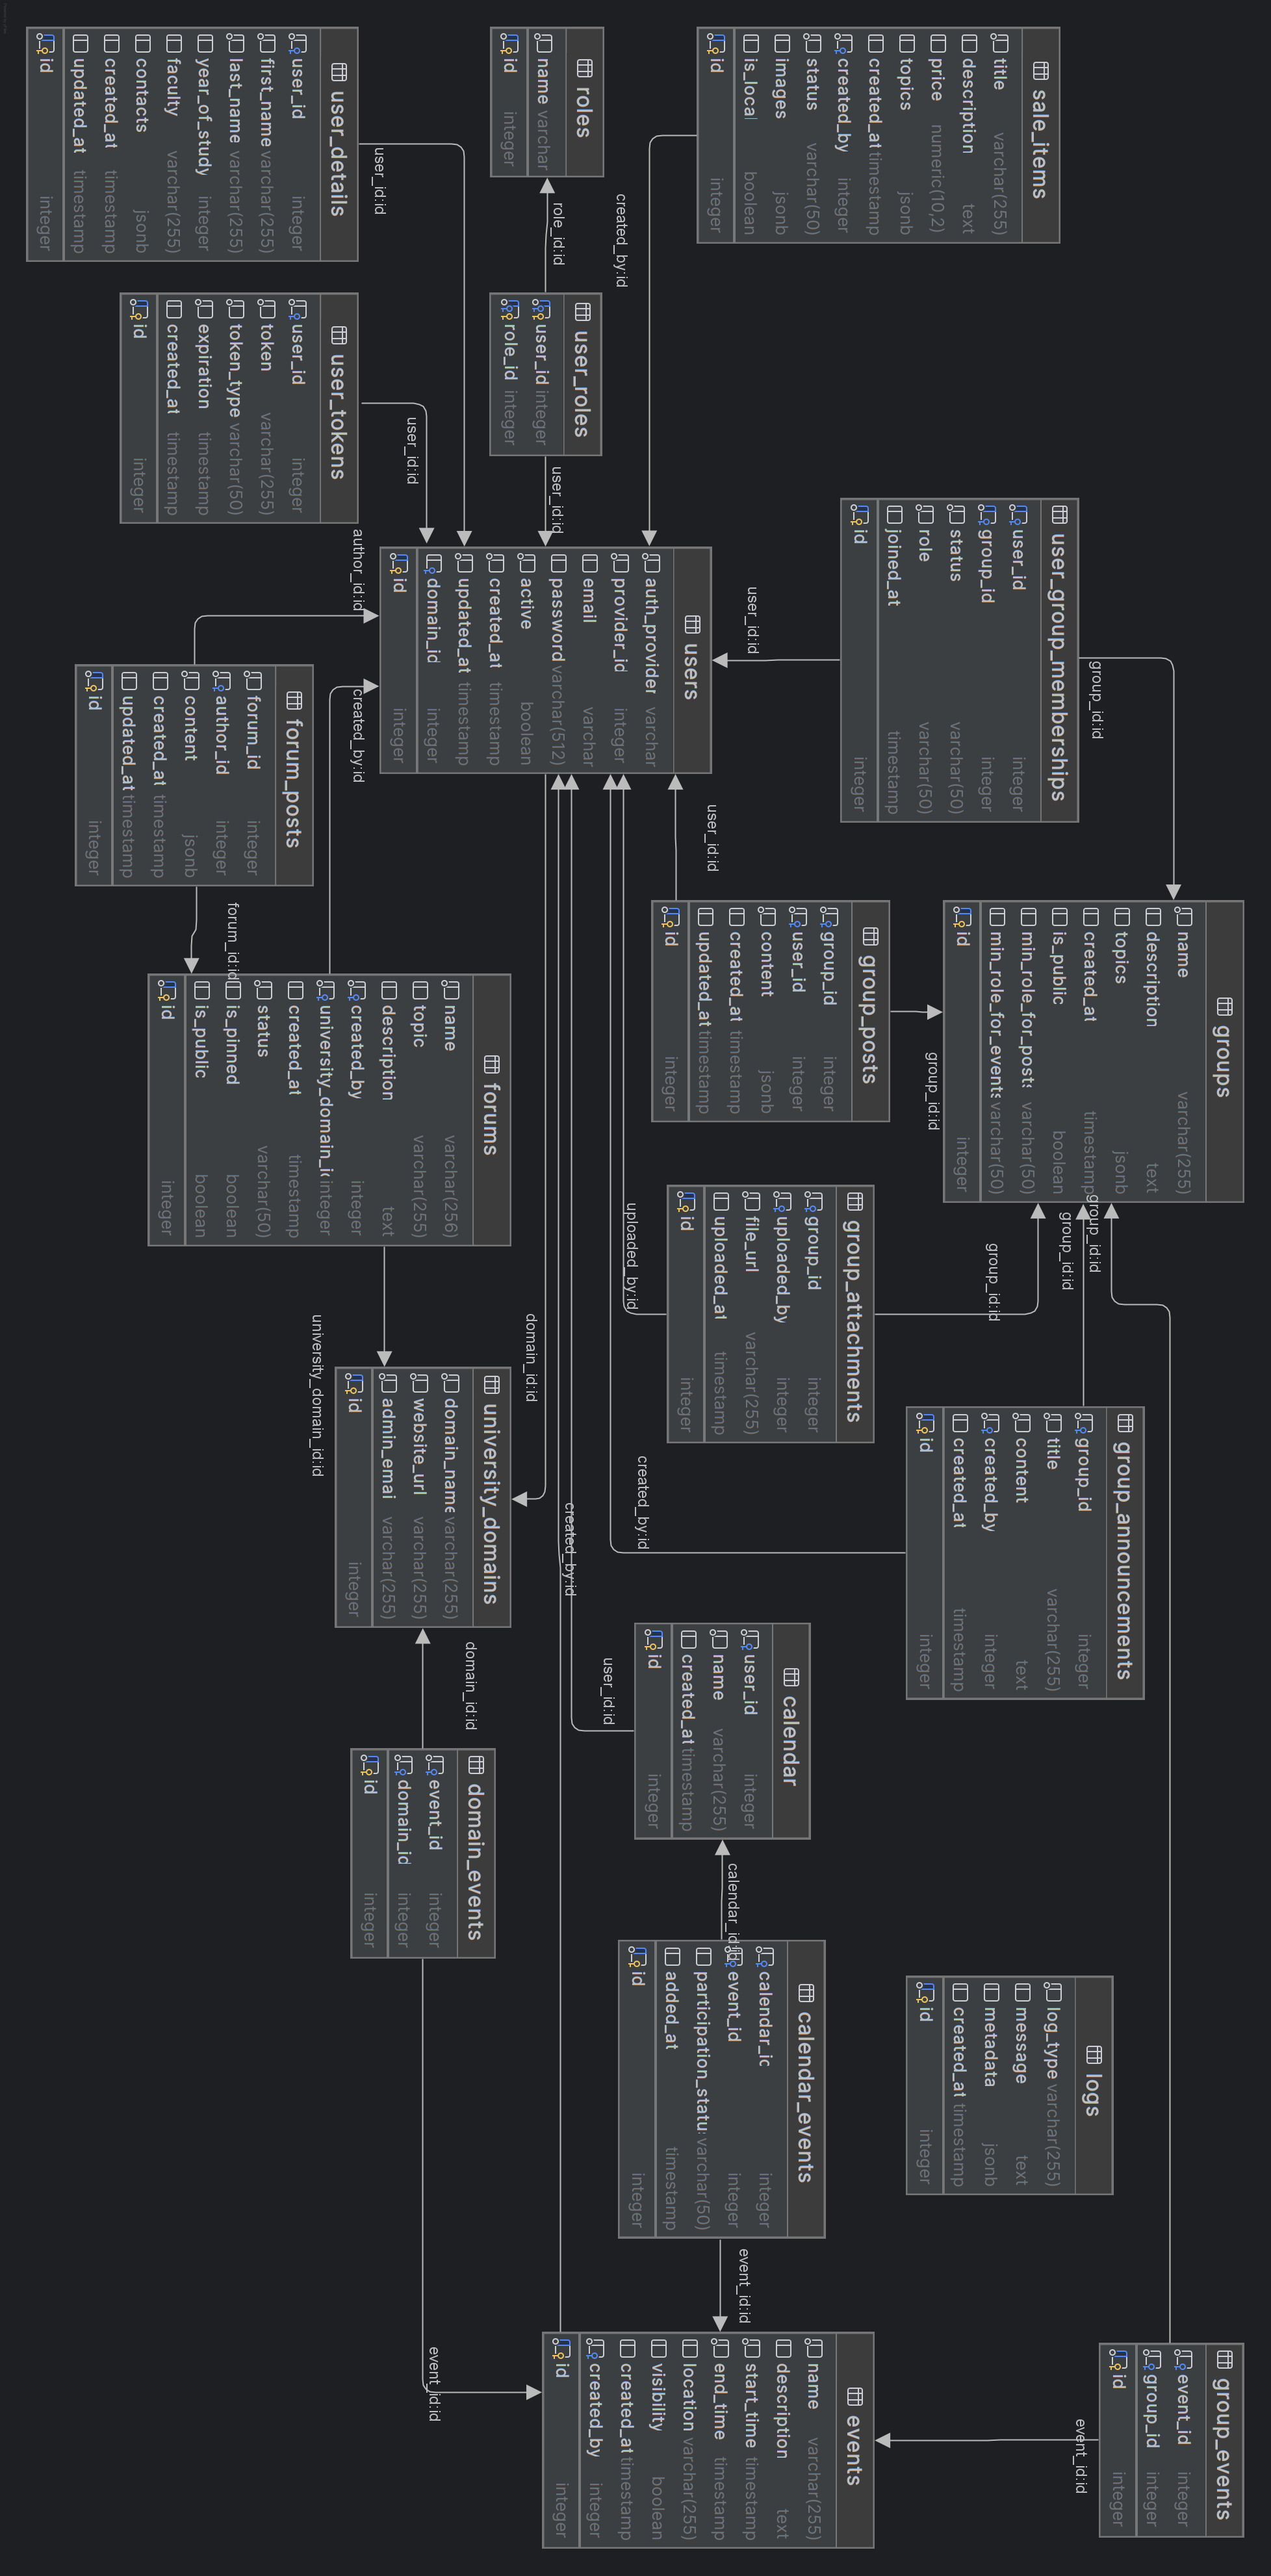 sale_items
title varchar(255)
description text
price numeric(10,2)
topics jsonb
created_at timestamp
created_by integer
status varchar(50)
images jsonb
is_local boolean
id integer
roles
name varchar
id integer
user_details
user_id integer
first_name varchar(255)
last_name varchar(255)
year_of_study integer
faculty varchar(255)
contacts jsonb
created_at timestamp
updated_at timestamp
id integer
user_roles
user_id integer
role_id integer
user_tokens
user_id integer
token varchar(255)
token_type varchar(50)
expiration timestamp
created_at timestamp
id integer
user_group_memberships
user_id integer
group_id integer
status varchar(50)
role varchar(50)
joined_at timestamp
id integer
users
auth_provider varchar
provider_id integer
email varchar
password varchar(512)
active boolean
created_at timestamp
updated_at timestamp
domain_id integer
id integer
forum_posts
forum_id integer
author_id integer
content jsonb
created_at timestamp
updated_at timestamp
id integer
groups
name varchar(255)
description text
topics jsonb
created_at timestamp
is_public boolean
min_role_for_posts varchar(50)
min_role_for_events varchar(50)
id integer
group_posts
group_id integer
user_id integer
content jsonb
created_at timestamp
updated_at timestamp
id integer
forums
name varchar(256)
topic varchar(255)
description text
created_by integer
university_domain_id integer
created_at timestamp
status varchar(50)
is_pinned boolean
is_public boolean
id integer
group_attachments
group_id integer
uploaded_by integer
file_url varchar(255)
uploaded_at timestamp
id integer
university_domains
domain_name varchar(255)
website_url varchar(255)
admin_emai varchar(255)
id integer
group_announcements
group_id integer
title varchar(255)
content text
created_by integer
created_at timestamp
id integer
calendar
user_id integer
name varchar(255)
created_at timestamp
id integer
domain_events
event_id integer
domain_id integer
id integer
calendar_events
calendar_ic integer
event_id integer
participation_statu: varchar(50)
added_at timestamp
id integer
logs
log_type varchar(255)
message text
metadata jsonb
created_at timestamp
id integer
group_events
event_id integer
group_id integer
id integer
events
name varchar(255)
description text
start_time timestamp
end_time timestamp
location varchar(255)
visibility boolean
created_at timestamp
created_by integer
id integer
created_by:id
role_id:id
user_id:id
user_id:id
user_id:id
user_id:id
group_id:id
user_id:id
author_id:id
created_by:id
forum_id:id
group_id:id
group_id:id
group_id:id
group_id:id
uploaded_by:id
domain_id:id
university_domain_id:id
created_by:id
created_by:id
user_id:id
domain_id:id
calendar_id:id
event_id:id
event_id:id
event_id:id